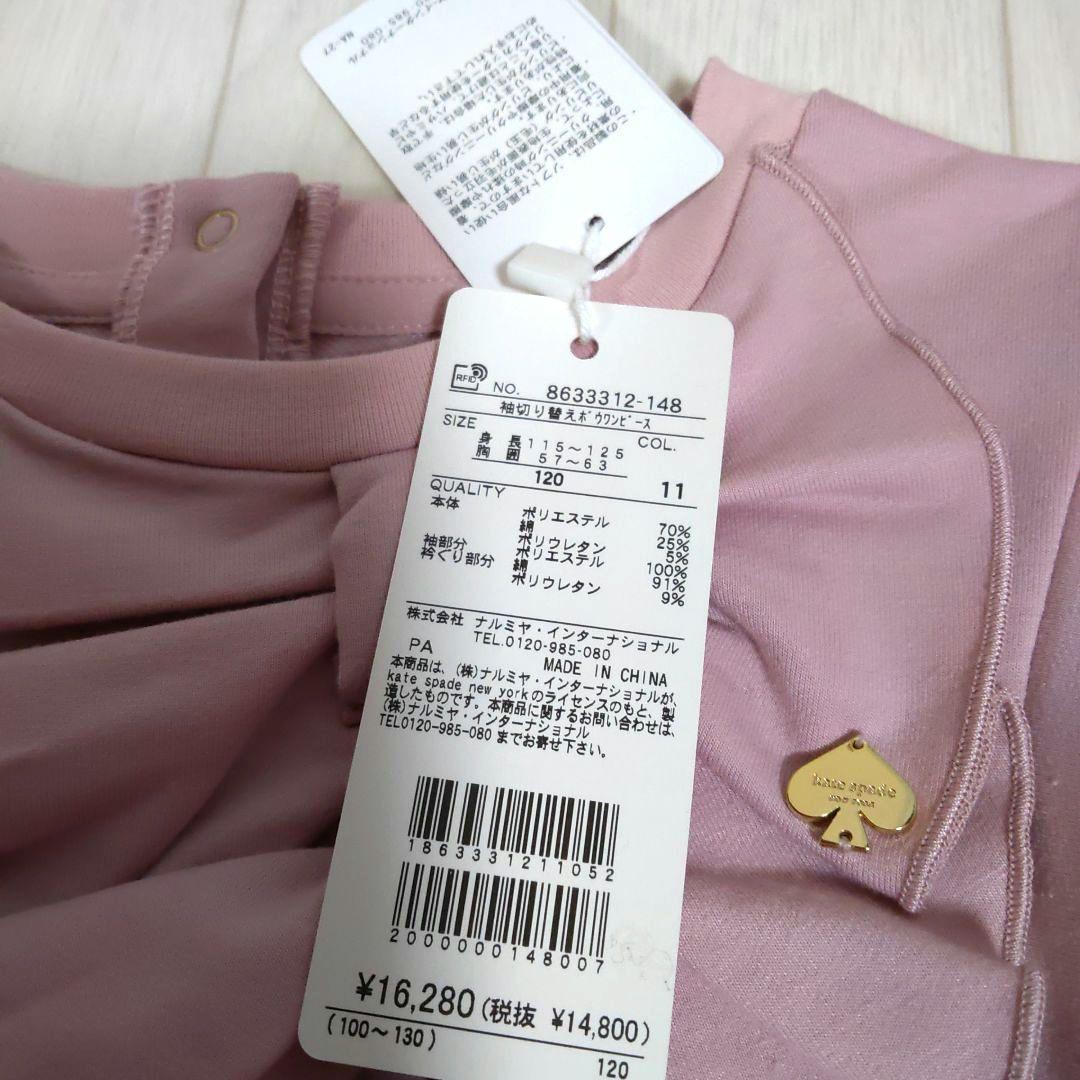 RFID
NO. 8633312-148
袖切り替えボウワンピース
SIZE
COL.
身 長 115～125
胸 囲 57～63
120
11
QUALITY
本体
ポリエステル 70%
綿 25%
ポリウレタン 5%
袖部分 ポリエステル 100%
衿ぐり部分 綿 91%
ポリウレタン 9%
株式会社 ナルミヤ・インターナショナル
TEL.0120-985-080
PA
MADE IN CHINA
本商品は、(株)ナルミヤ・インターナショナルが、
kate spade new yorkのライセンスのもと、製
造したものです。本商品に関するお問い合わせは、
(株)ナルミヤ・インターナショナル
TEL0120-985-080 までお寄せ下さい。
1863331211052
2000000148007
¥16,280(税抜 ¥14,800)
(100～130)
120
kate spade
NEW YORK